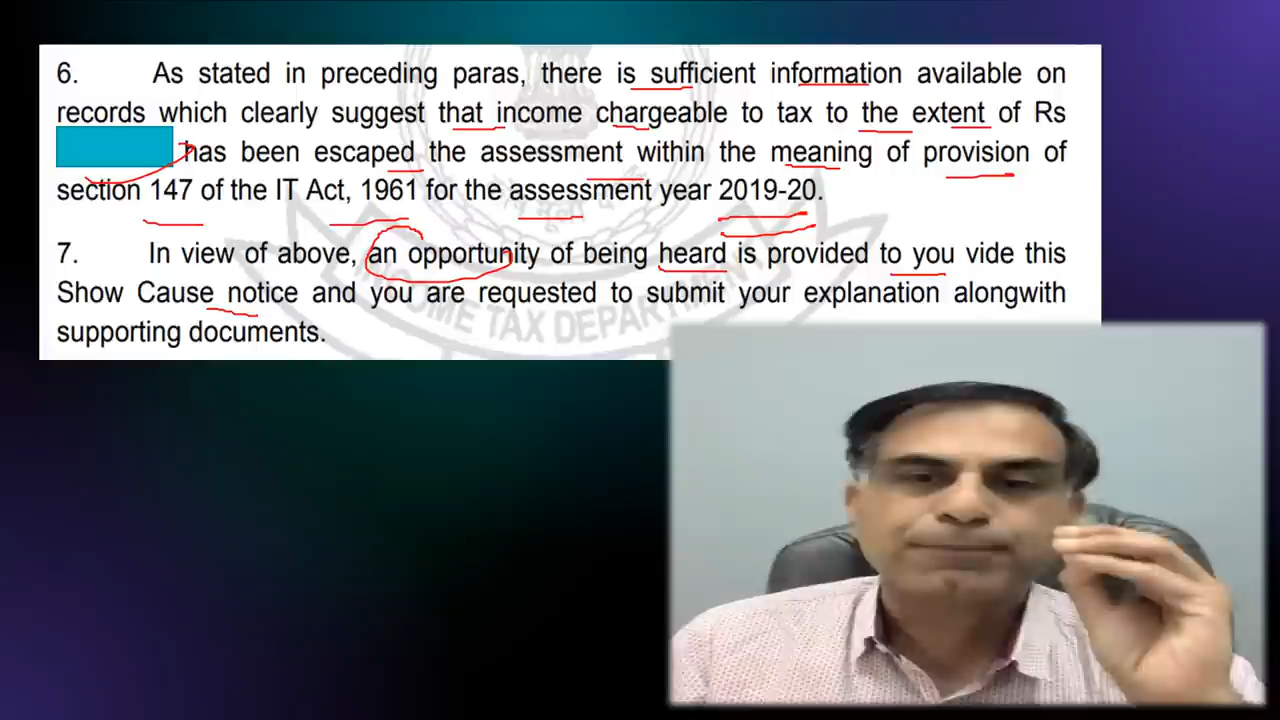 6. As stated in preceding paras, there is sufficient information available on
records which clearly suggest that income chargeable to tax to the extent of Rs
has been escaped the assessment within the meaning of provision of
section 147 of the IT Act, 1961 for the assessment year 2019-20.
7. In view of above, an opportunity of being heard is provided to you vide this
Show Cause notice and you are requested to submit your explanation alongwith
supporting documents.
INCOME TAX DEPARTMENT